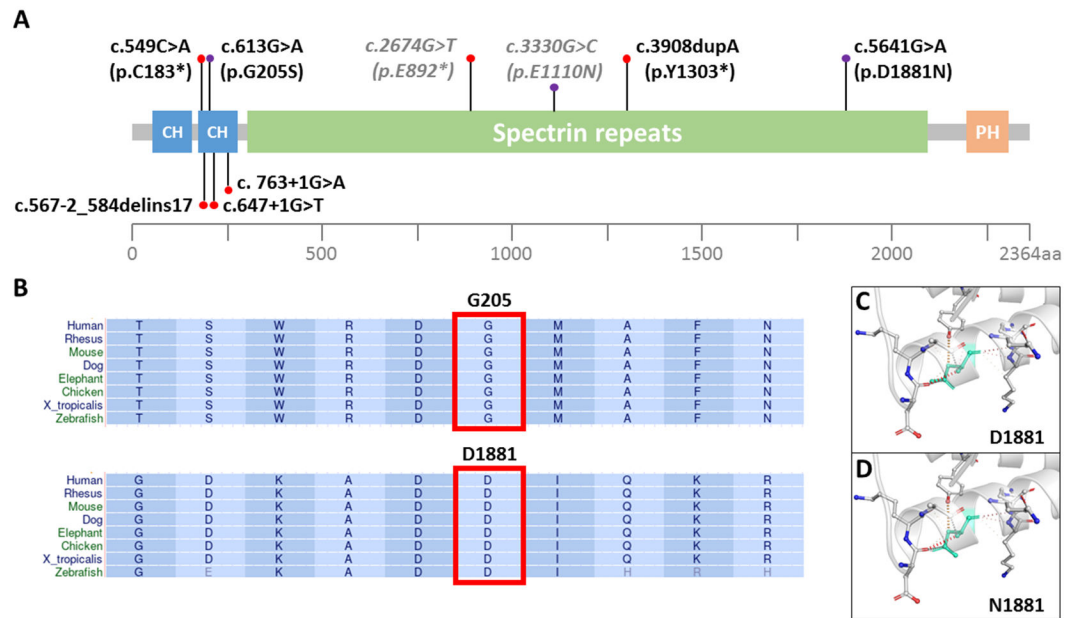 A
c.549C>A
(p.C183*)
c.613G>A
(p.G205S)
c.2674G>T
(p.E892*)
c.3330G>C
(p.E1110N)
c.3908dupA
(p.Y1303*)
c.5641G>A
(p.D1881N)
CH
CH
Spectrin repeats
PH
c. 763+1G>A
c.567-2_584delins17
c.647+1G>T
0
500
1000
1500
2000
2364aa
B
G205
Human T S W R D G M A F N
Rhesus T S W R D G M A F N
Mouse T S W R D G M A F N
Dog T S W R D G M A F N
Elephant T S W R D G M A F N
Chicken T S W R D G M A F N
X_tropicalis T S W R D G M A F N
Zebrafish T S W R D G M A F N
D1881
Human G D K A D D I Q K R
Rhesus G D K A D D I Q K R
Mouse G D K A D D I Q K R
Dog G D K A D D I Q K R
Elephant G D K A D D I Q K R
Chicken G D K A D D I Q K R
X_tropicalis G D K A D D I Q K R
Zebrafish G E K A D D I H R H
C
D1881
D
N1881